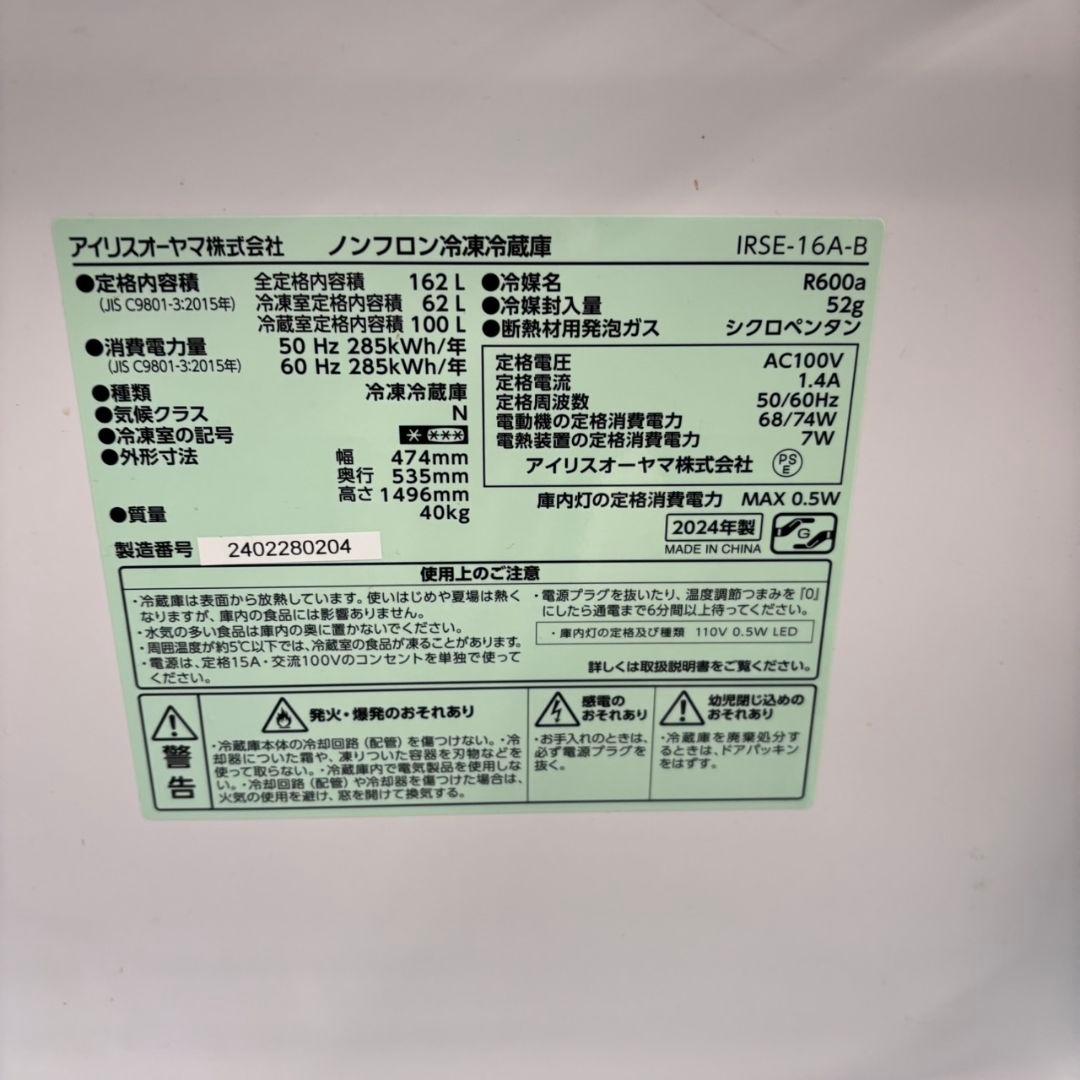 アイリスオーヤマ株式会社 ノンフロン冷凍冷蔵庫 IRSE-16A-B
●定格内容積 全定格内容積 162 L
(JIS C9801-3:2015年) 冷凍室定格内容積 62 L
冷蔵室定格内容積 100 L
●消費電力量 50 Hz 285kWh/年
(JIS C9801-3:2015年) 60 Hz 285kWh/年
●種類 冷凍冷蔵庫
●気候クラス N
●冷凍室の記号
●外形寸法 幅 474mm
奥行 535mm
高さ 1496mm
●質量 40kg
製造番号 2402280204
●冷媒名 R600a
●冷媒封入量 52g
●断熱材用発泡ガス シクロペンタン
定格電圧 AC100V
定格電流 1.4A
定格周波数 50/60Hz
電動機の定格消費電力 68/74W
電熱装置の定格消費電力 7W
アイリスオーヤマ株式会社 PSE
庫内灯の定格消費電力 MAX 0.5W
2024年製
MADE IN CHINA
G
使用上のご注意
・冷蔵庫は表面から放熱しています。使いはじめや夏場は熱く
なりますが、庫内の食品には影響ありません。
・水気の多い食品は庫内の奥に置かないでください。
・周囲温度が約5℃以下では、冷蔵室の食品が凍ることがあります。
・電源は、定格15A・交流100Vのコンセントを単独で使って
ください。
・電源プラグを抜いたり、温度調節つまみを『0』
にしたら通電まで6分間以上待ってください。
・庫内灯の定格及び種類 110V 0.5W LED
詳しくは取扱説明書をご覧ください。
警告
発火・爆発のおそれあり
・冷蔵庫本体の冷却回路（配管）を傷つけない。・冷
却器についた霜や、凍りついた容器を刃物などを
使って取らない。・冷蔵庫内で電気製品を使用しな
い。・冷却回路（配管）や冷却器を傷つけた場合は、
火気の使用を避け、窓を開けて換気する。
感電の
おそれあり
・お手入れのときは、
必ず電源プラグを
抜く。
幼児閉じ込めの
おそれあり
・冷蔵庫を廃棄処分す
るときは、ドアパッキン
をはずす。